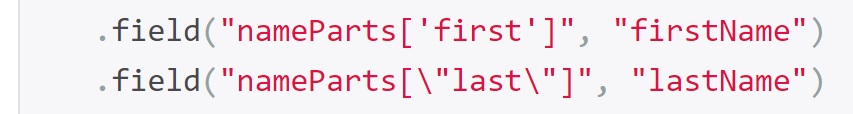 .field("nameParts['first']", "firstName")
.field("nameParts[\"last\"]", "lastName")